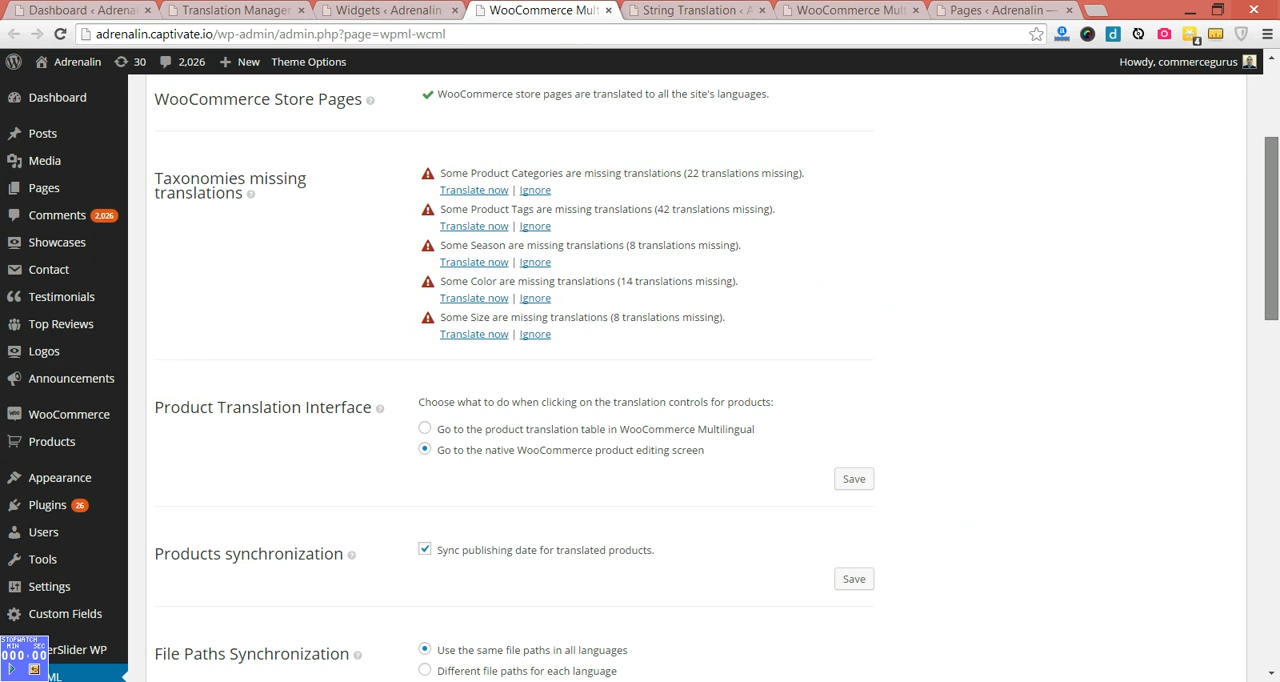 Dashboard ‹ Adrenal × Translation Manager × Widgets ‹ Adrenalin × WooCommerce Mult × String Translation ‹ A × WooCommerce Mult × Pages ‹ Adrenalin — ×
adrenalin.captivate.io/wp-admin/admin.php?page=wpml-wcml
Adrenalin 30 2,026 + New Theme Options Howdy, commercegurus
Dashboard
Posts
Media
Pages
Comments 2,026
Showcases
Contact
Testimonials
Top Reviews
Logos
Announcements
WooCommerce
Products
Appearance
Plugins 26
Users
Tools
Settings
Custom Fields
erSlider WP
ML
STOPWATCH
MIN SEC
000:00
WooCommerce Store Pages
WooCommerce store pages are translated to all the site's languages.
Taxonomies missing
translations
Some Product Categories are missing translations (22 translations missing).
Translate now | Ignore
Some Product Tags are missing translations (42 translations missing).
Translate now | Ignore
Some Season are missing translations (8 translations missing).
Translate now | Ignore
Some Color are missing translations (14 translations missing).
Translate now | Ignore
Some Size are missing translations (8 translations missing).
Translate now | Ignore
Product Translation Interface
Choose what to do when clicking on the translation controls for products:
Go to the product translation table in WooCommerce Multilingual
Go to the native WooCommerce product editing screen
Save
Products synchronization
Sync publishing date for translated products.
Save
File Paths Synchronization
Use the same file paths in all languages
Different file paths for each language